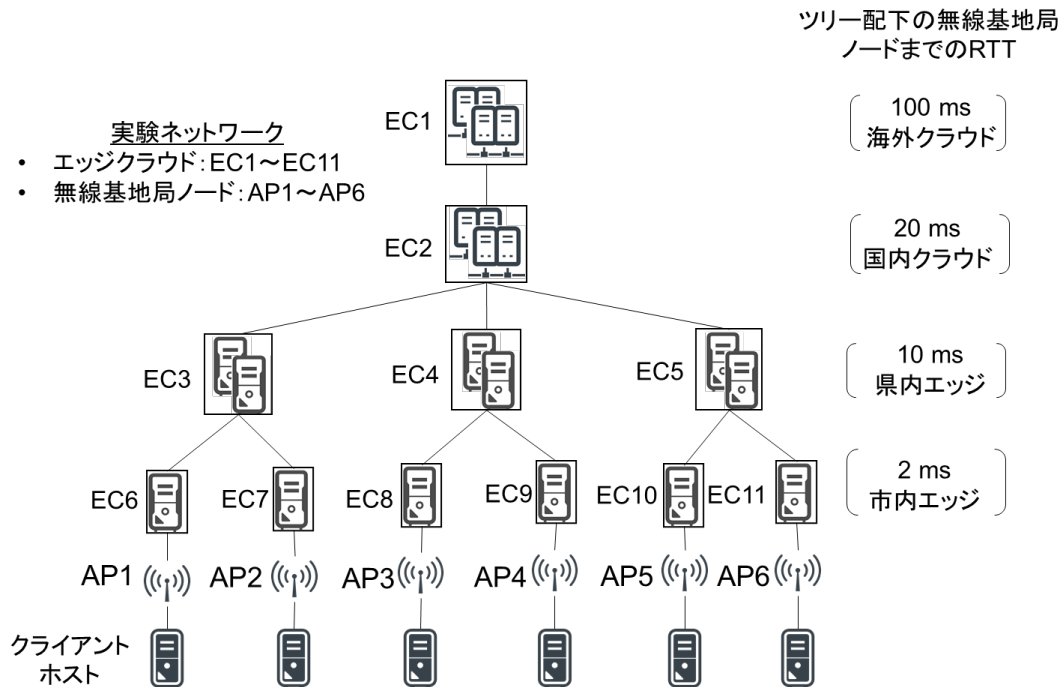 ツリー配下の無線基地局
ノードまでのRTT
実験ネットワーク
• エッジクラウド：EC1～EC11
• 無線基地局ノード：AP1～AP6
EC1
100 ms
海外クラウド
EC2
20 ms
国内クラウド
EC3
EC4
EC5
10 ms
県内エッジ
EC6
EC7
EC8
EC9
EC10
EC11
2 ms
市内エッジ
AP1
AP2
AP3
AP4
AP5
AP6
クライアント
ホスト